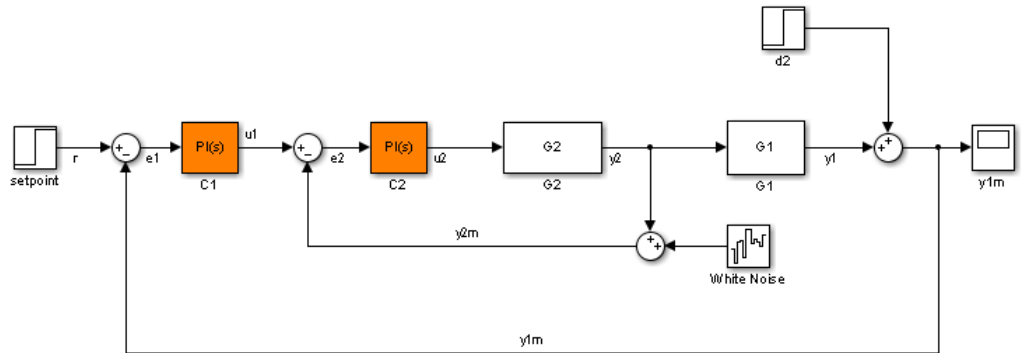 d2
u1
PI(s)
PI(s)
G2
G1
r
e1
e2
u2
y2
y1
setpoint
C1
C2
G2
G1
y1m
y2m
White Noise
y1m